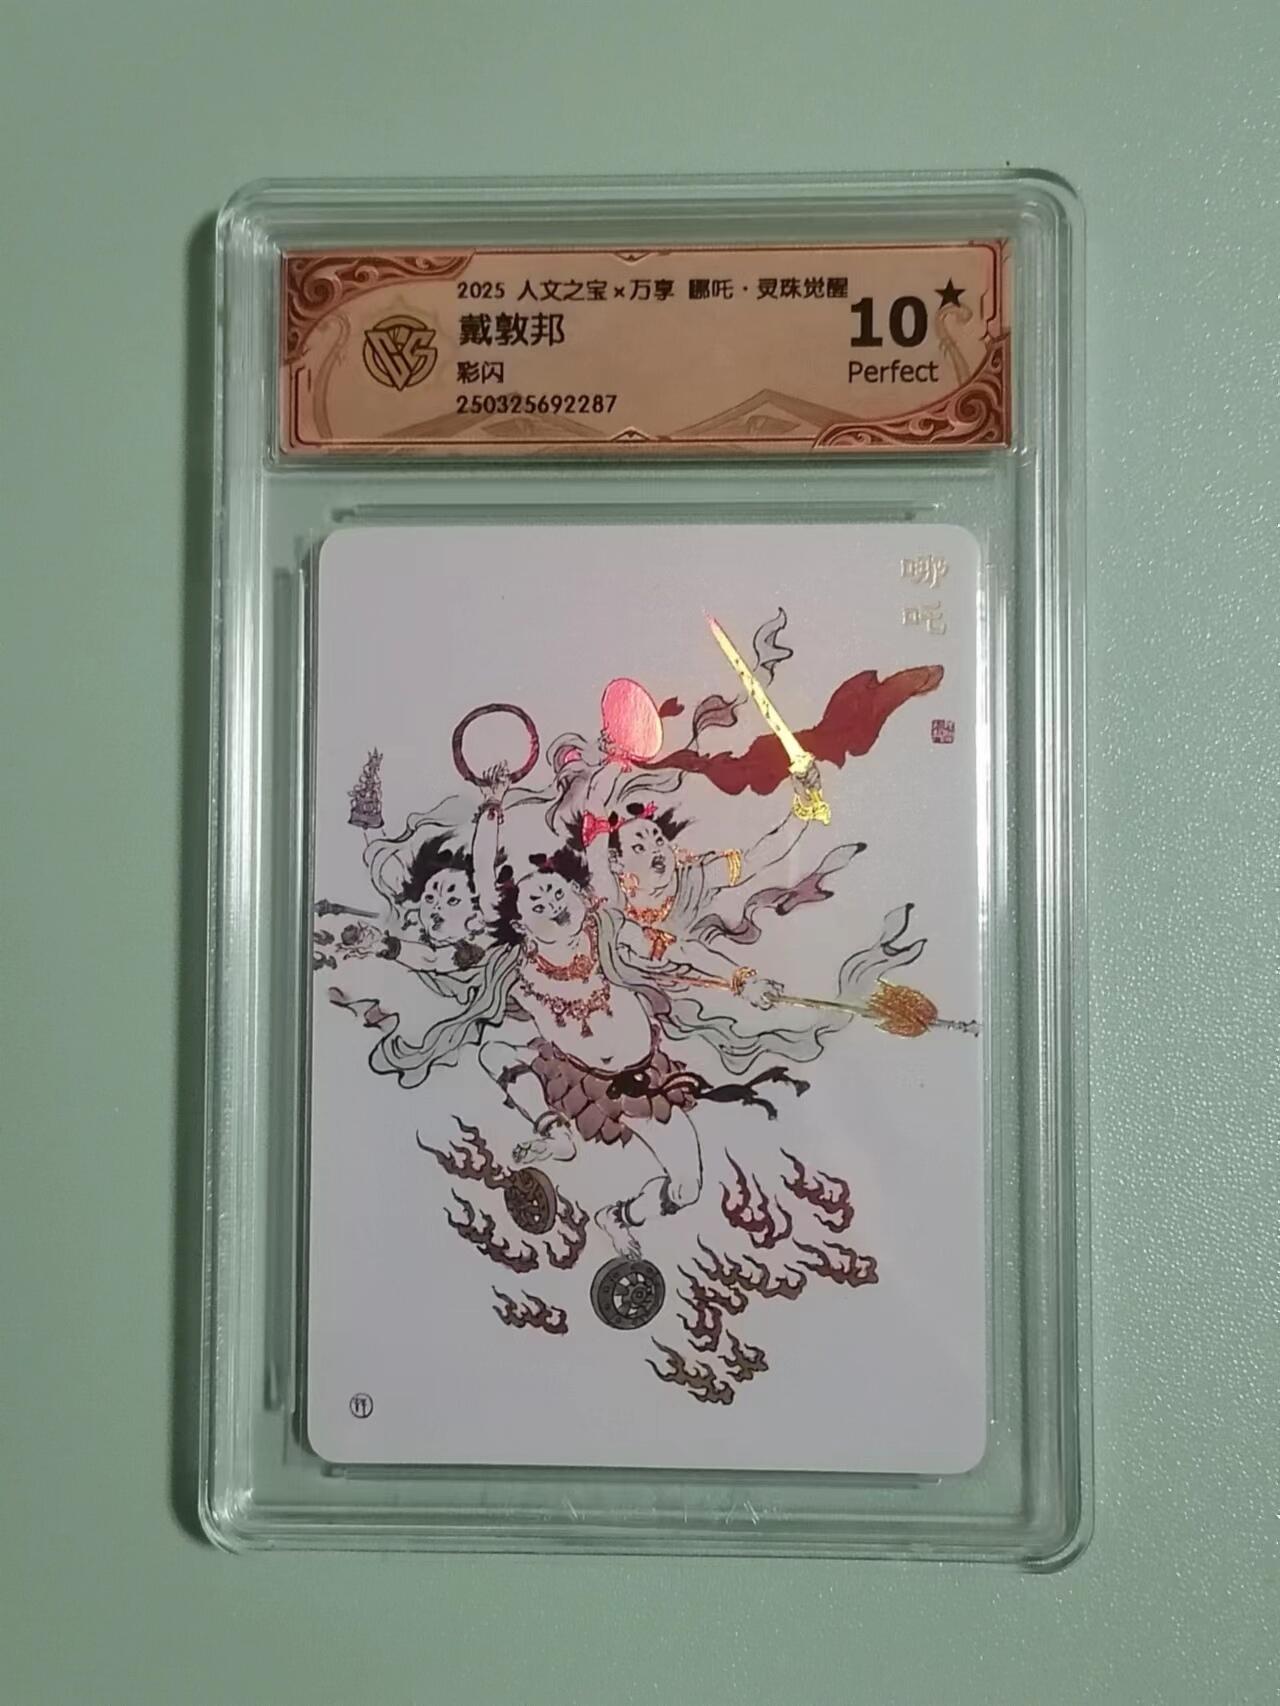 2025 人文之宝×万享 哪吒·灵珠觉醒
戴敦邦
彩闪
250325692287
10★
Perfect
哪
吒